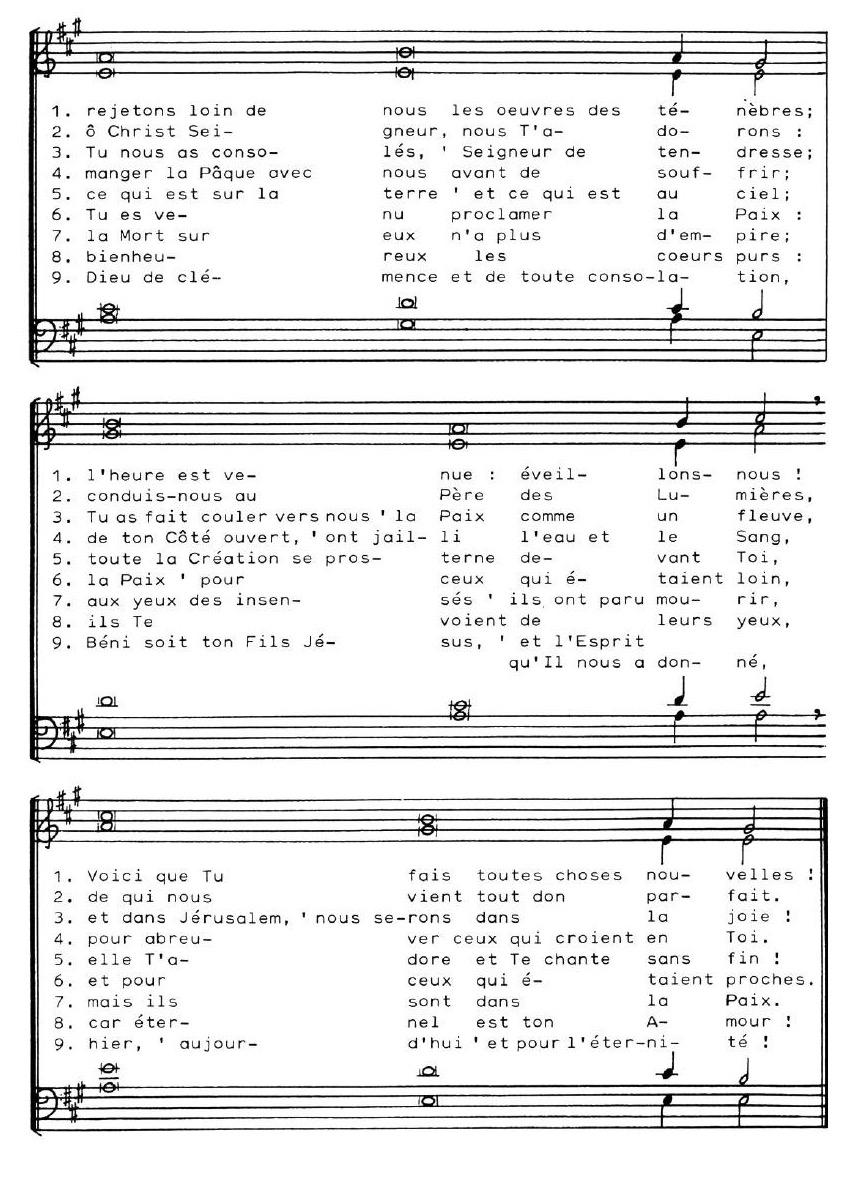 1. rejetons loin de nous les oeuvres des té- nèbres;
2. ô Christ Sei- gneur, nous T'a- do- rons :
3. Tu nous as conso- lés, ' Seigneur de ten- dresse;
4. manger la Pâque avec nous avant de souf- frir;
5. ce qui est sur la terre ' et ce qui est au ciel;
6. Tu es ve- nu proclamer la Paix :
7. la Mort sur eux n'a plus d'em- pire;
8. bienheu- reux les coeurs purs :
9. Dieu de clé- mence et de toute conso-la- tion,
1. l'heure est ve- nue : éveil- lons- nous !
2. conduis-nous au Père des Lu- mières,
3. Tu as fait couler vers nous ' la Paix comme un fleuve,
4. de ton Côté ouvert, ' ont jail- li l'eau et le Sang,
5. toute la Création se pros- terne de- vant Toi,
6. la Paix ' pour ceux qui é- taient loin,
7. aux yeux des insen- sés ' ils ont paru mou- rir,
8. ils Te voient de leurs yeux,
9. Béni soit ton Fils Jé- sus, ' et l'Esprit
qu'Il nous a don- né,
1. Voici que Tu fais toutes choses nou- velles !
2. de qui nous vient tout don par- fait.
3. et dans Jérusalem, ' nous se-rons dans la joie !
4. pour abreu- ver ceux qui croient en Toi.
5. elle T'a- dore et Te chante sans fin !
6. et pour ceux qui é- taient proches.
7. mais ils sont dans la Paix.
8. car éter- nel est ton A- mour !
9. hier, ' aujour- d'hui ' et pour l'éter-ni- té !